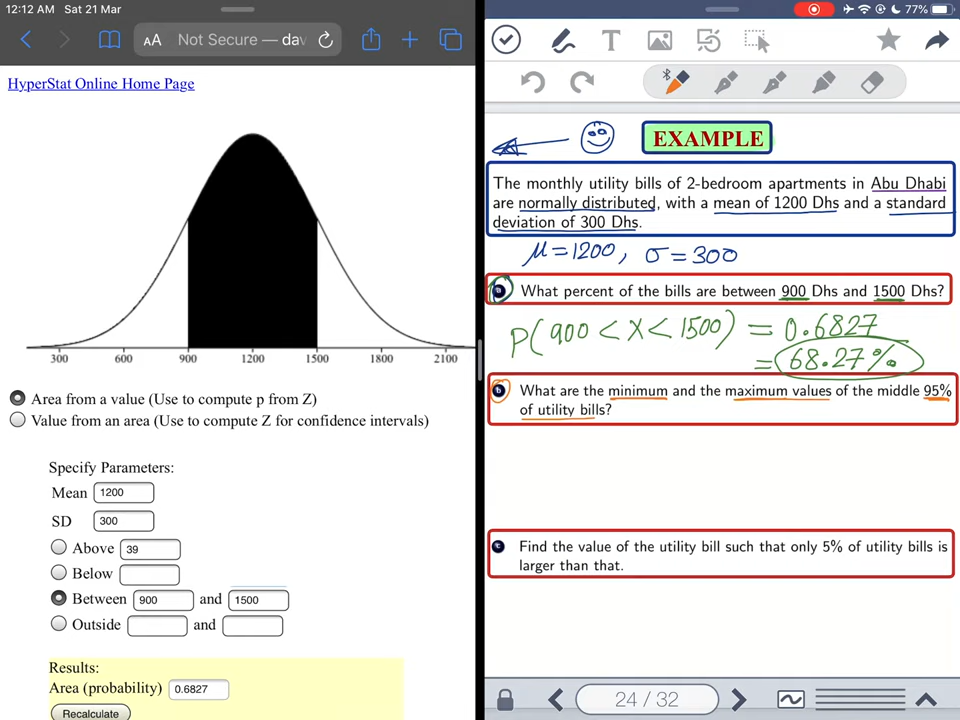 12:12 AM Sat 21 Mar
77%
AA Not Secure — dav
HyperStat Online Home Page
300 600 900 1200 1500 1800 2100
Area from a value (Use to compute p from Z)
Value from an area (Use to compute Z for confidence intervals)
Specify Parameters:
Mean 1200
SD 300
Above 39
Below
Between 900 and 1500
Outside and
Results:
Area (probability) 0.6827
Recalculate
T
EXAMPLE
The monthly utility bills of 2-bedroom apartments in Abu Dhabi
are normally distributed, with a mean of 1200 Dhs and a standard
deviation of 300 Dhs.
μ=1200, σ=300
a What percent of the bills are between 900 Dhs and 1500 Dhs?
P(900 < X < 1500) = 0.6827
= 68.27%
b What are the minimum and the maximum values of the middle 95%
of utility bills?
c Find the value of the utility bill such that only 5% of utility bills is
larger than that.
24 / 32